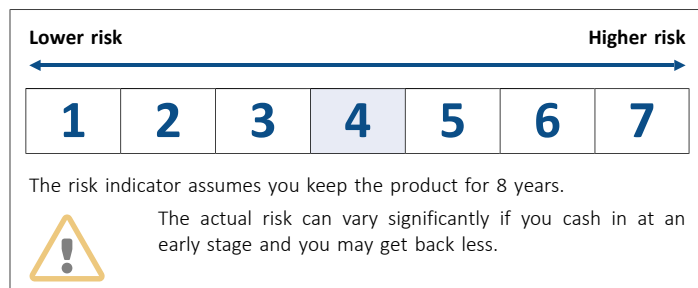 Lower risk Higher risk
1 2 3 4 5 6 7
The risk indicator assumes you keep the product for 8 years.
The actual risk can vary significantly if you cash in at an
early stage and you may get back less.